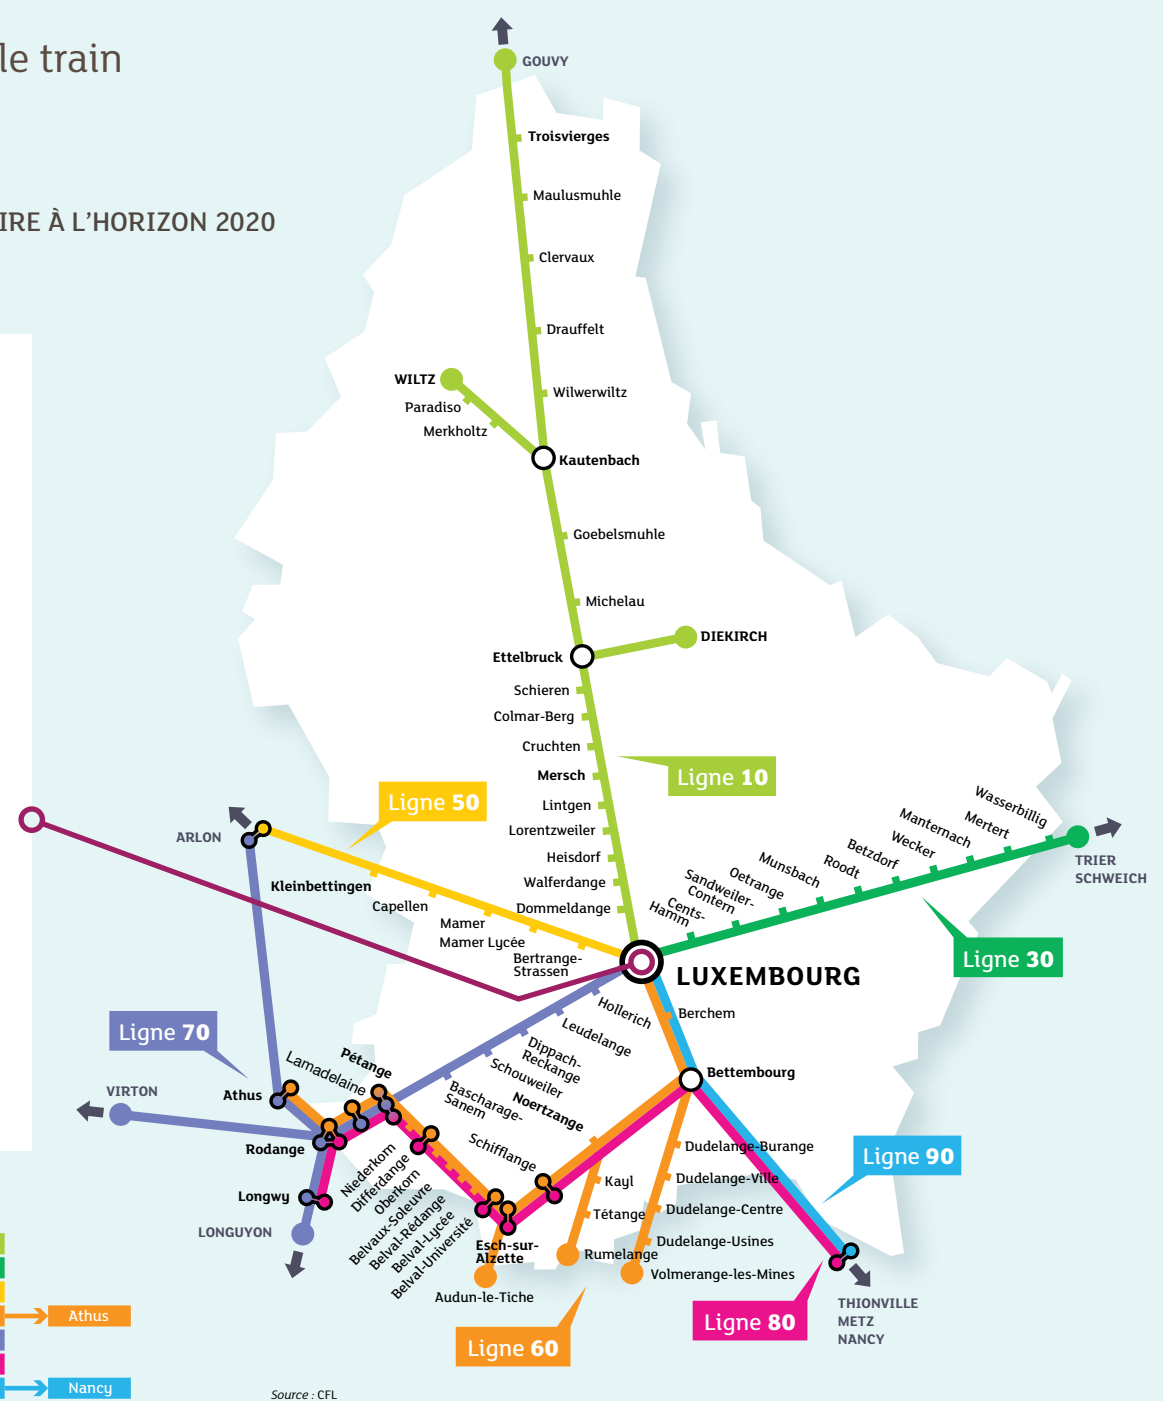 le train
IRE À L'HORIZON 2020
GOUVY
Troisvierges
Maulusmuhle
Clervaux
Drauffelt
WILTZ
Paradiso
Merkholtz
Wilwerwiltz
Kautenbach
Goebelsmuhle
Michelau
DIEKIRCH
Ettelbruck
Schieren
Colmar-Berg
Cruchten
Mersch
Lintgen
Lorentzweiler
Heisdorf
Walferdange
Dommeldange
Ligne 10
Ligne 50
ARLON
Kleinbettingen
Capellen
Mamer
Mamer Lycée
Bertrange-
Strassen
Wasserbillig
Mertert
Manternach
Wecker
Betzdorf
Roodt
Munsbach
Oetrange
Sandweiler-
Contern
Cents-
Hamm
TRIER
SCHWEICH
Ligne 30
LUXEMBOURG
Hollerich
Leudelange
Dippach-
Reckange
Schouweiler
Bascharage-
Sanem
Berchem
Bettembourg
Ligne 70
Pétange
Lamadelaine
Athus
VIRTON
Rodange
Longwy
LONGUYON
Noertzange
Schifflange
Niederkorn
Differdange
Oberkorn
Belvaux-Soleuvre
Belval-Rédange
Belval-Lycée
Belval-Université
Esch-sur-
Alzette
Audun-le-Tiche
Kayl
Tétange
Rumelange
Dudelange-Burange
Dudelange-Ville
Dudelange-Centre
Dudelange-Usines
Volmerange-les-Mines
Ligne 90
Ligne 80
Ligne 60
THIONVILLE
METZ
NANCY
Athus
Nancy
Source : CFL